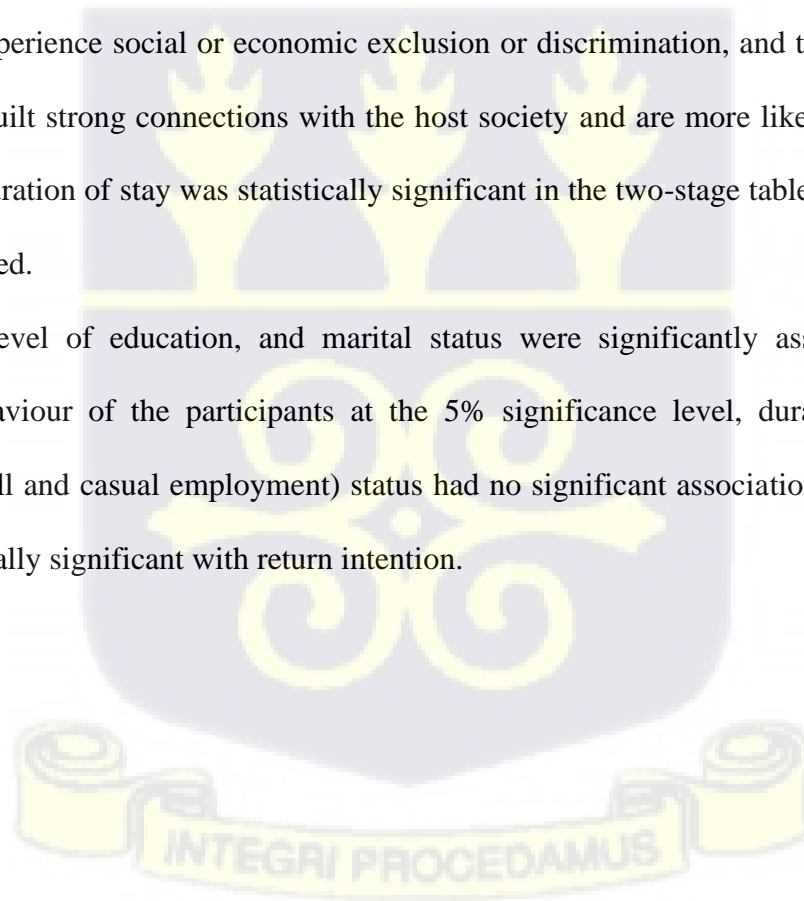 perience social or economic exclusion or discrimination, and t
uilt strong connections with the host society and are more like
ration of stay was statistically significant in the two-stage table
ed.
evel of education, and marital status were significantly ass
aviour of the participants at the 5% significance level, dura
ll and casual employment) status had no significant association
ally significant with return intention.
INTEGRI PROCEDAMUS